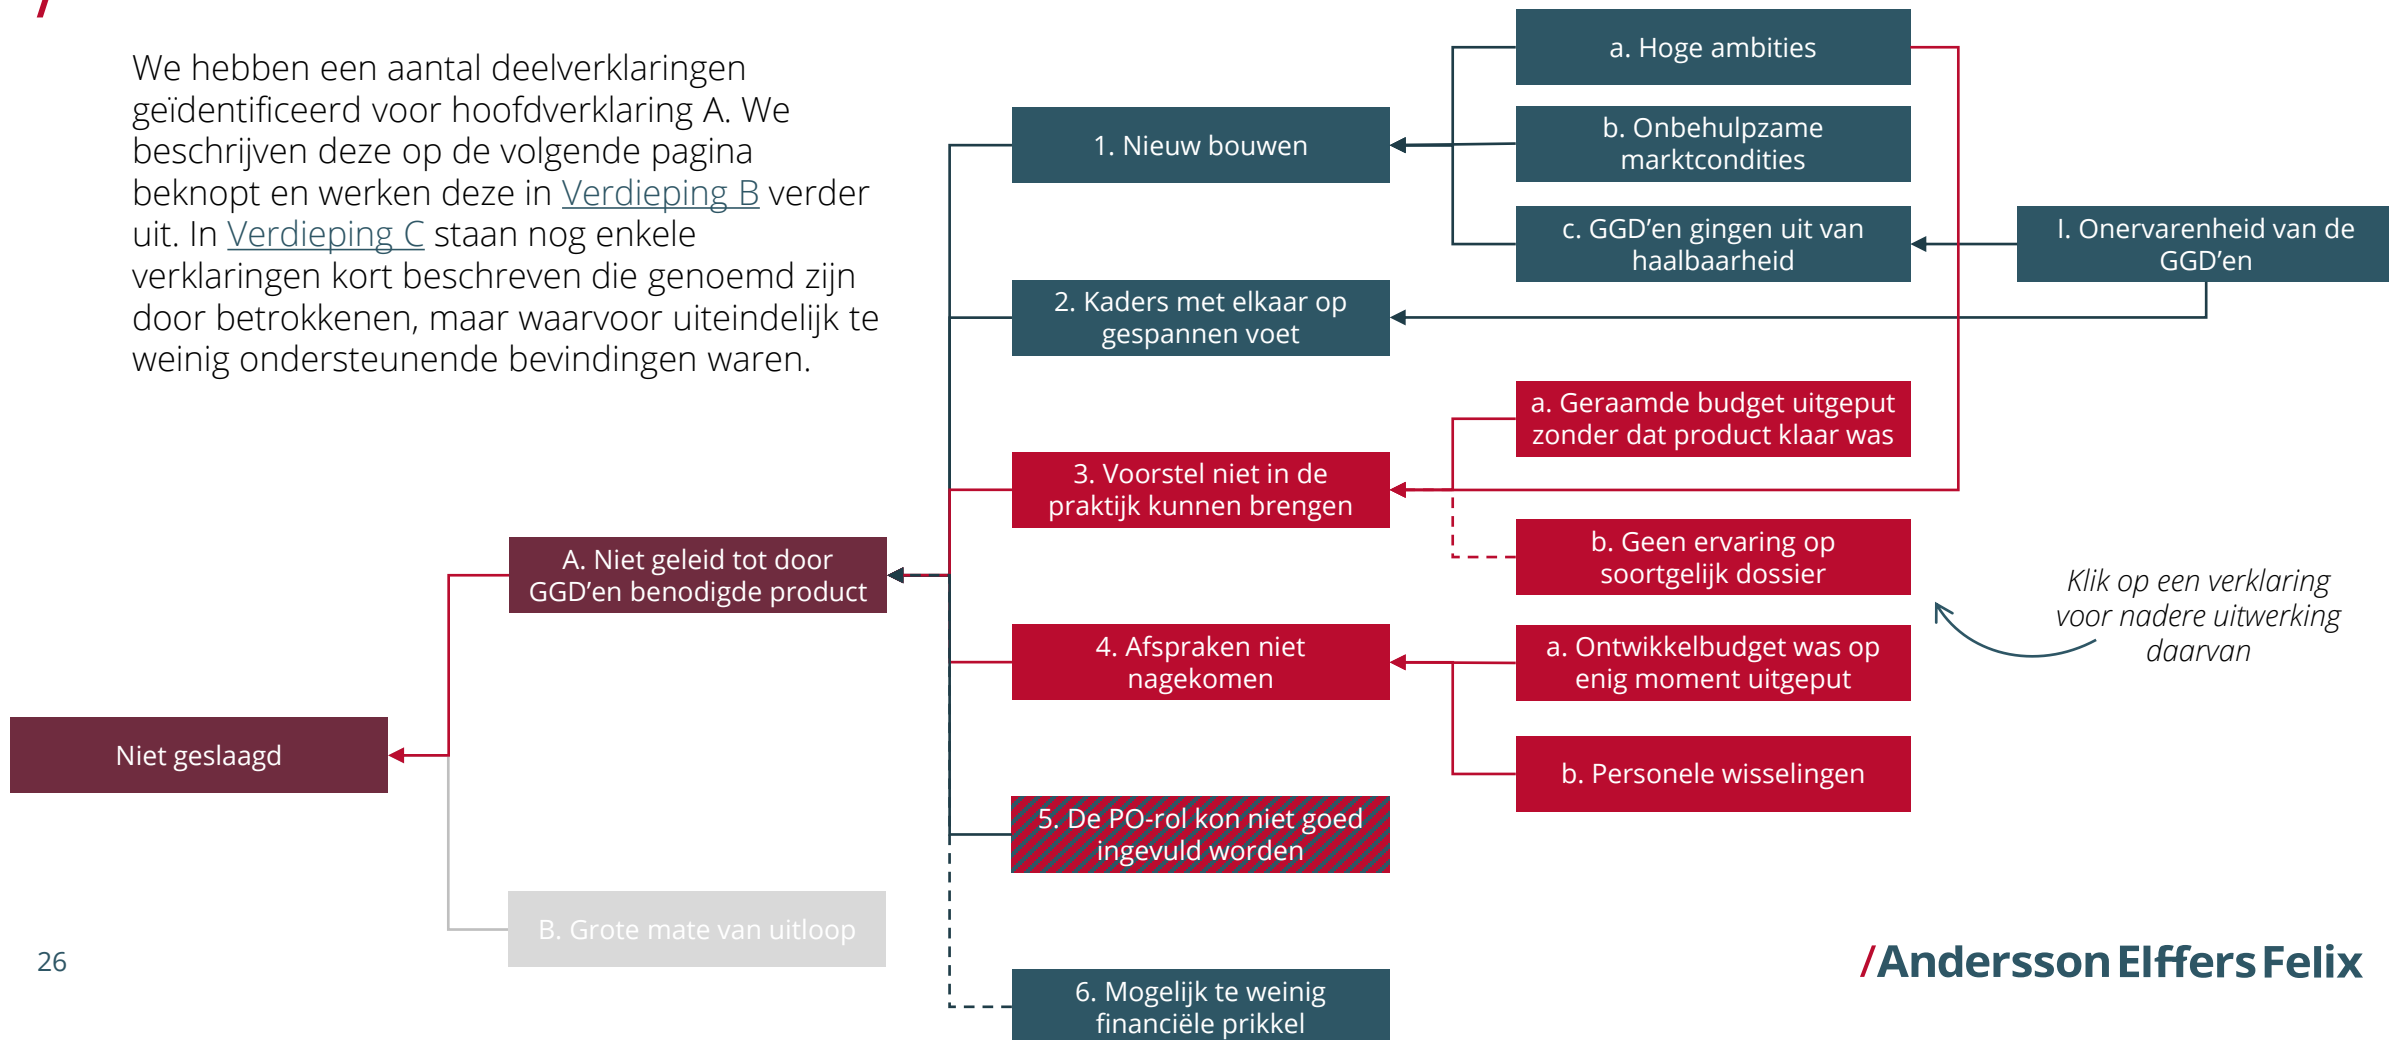 We hebben een aantal deelverklaringen
geïdentificeerd voor hoofdverklaring A. We
beschrijven deze op de volgende pagina
beknopt en werken deze in Verdieping B verder
uit. In Verdieping C staan nog enkele
verklaringen kort beschreven die genoemd zijn
door betrokkenen, maar waarvoor uiteindelijk te
weinig ondersteunende bevindingen waren.
Niet geslaagd
A. Niet geleid tot door
GGD'en benodigde product
B. Grote mate van uitloop
1. Nieuw bouwen
2. Kaders met elkaar op
gespannen voet
3. Voorstel niet in de
praktijk kunnen brengen
4. Afspraken niet
nagekomen
5. De PO-rol kon niet goed
ingevuld worden
6. Mogelijk te weinig
financiële prikkel
a. Hoge ambities
b. Onbehulpzame
marktcondities
c. GGD'en gingen uit van
haalbaarheid
a. Geraamde budget uitgeput
zonder dat product klaar was
b. Geen ervaring op
soortgelijk dossier
a. Ontwikkelbudget was op
enig moment uitgeput
b. Personele wisselingen
I. Onervarenheid van de
GGD'en
Klik op een verklaring
voor nadere uitwerking
daarvan
26
/Andersson Elffers Felix